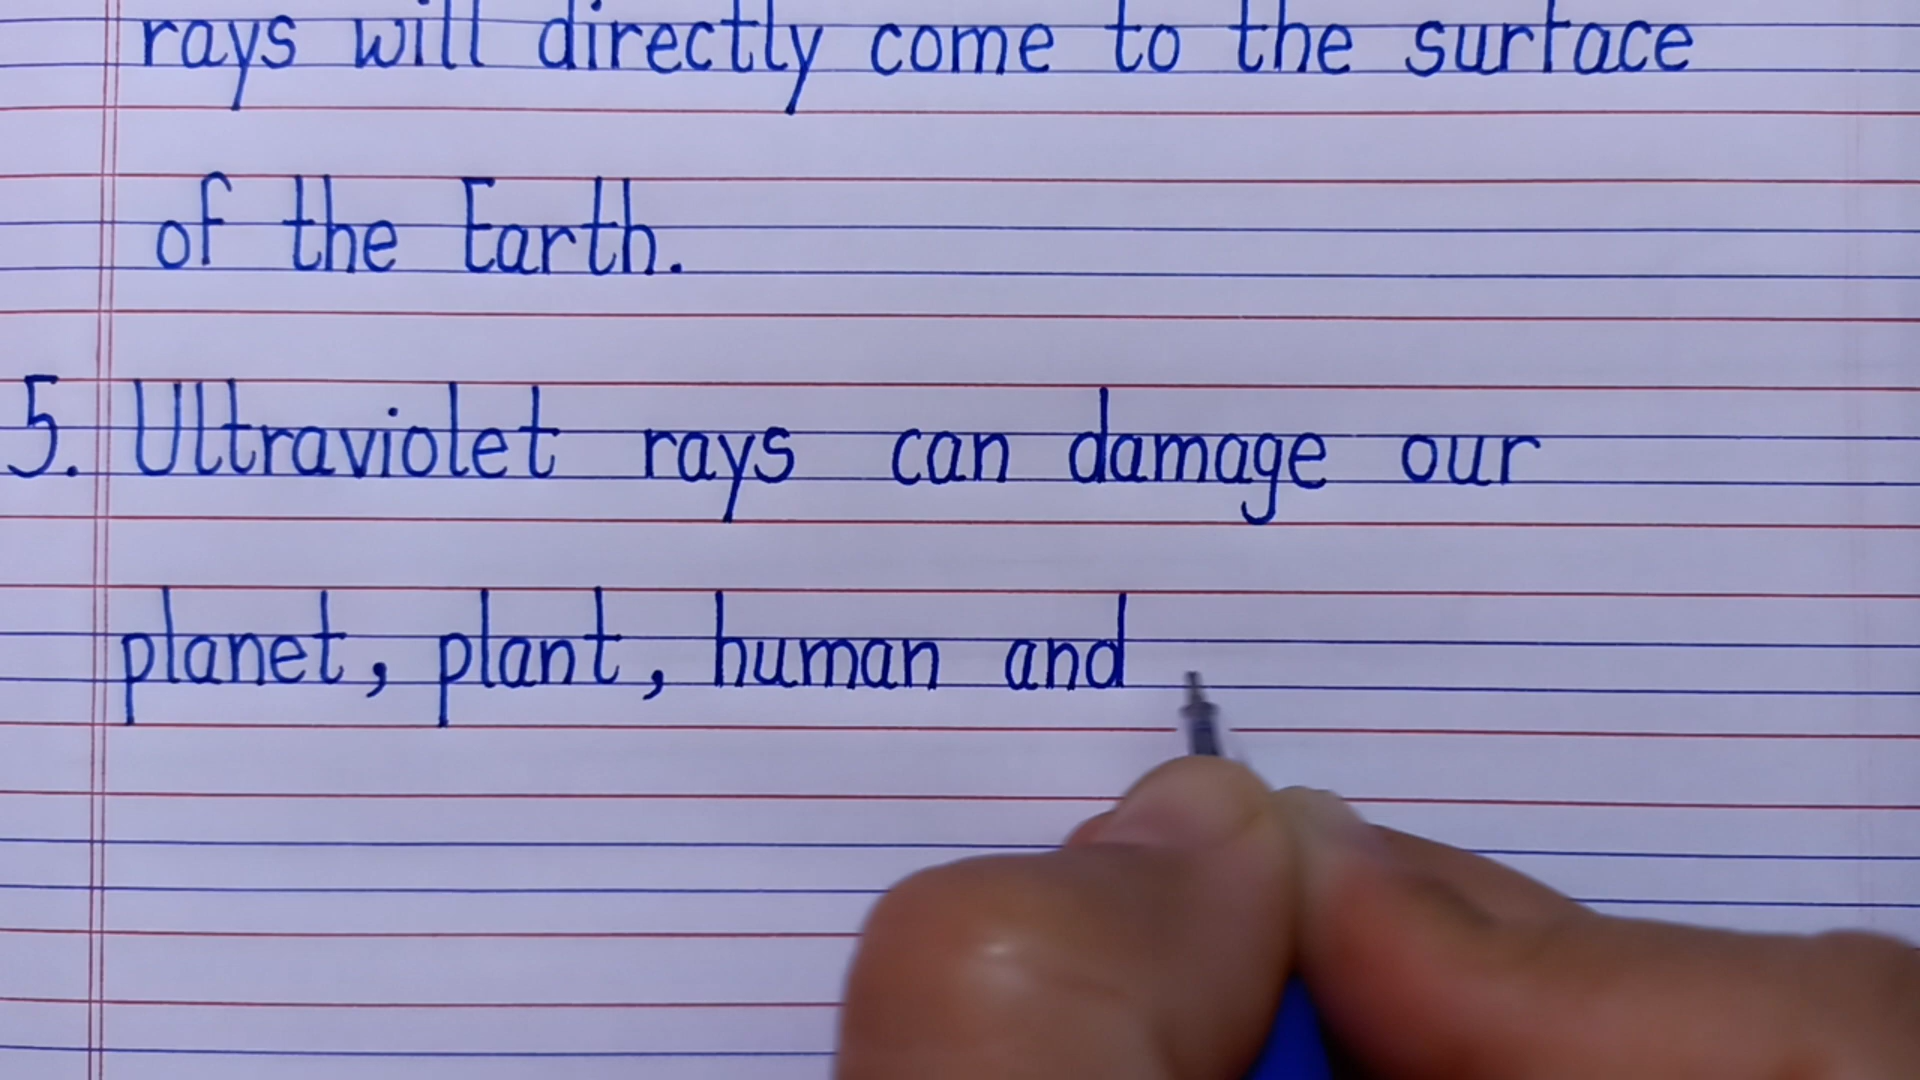 rays will directly come to the surface
of the Earth.
5. Ultraviolet rays can damage our
planet, plant, human and